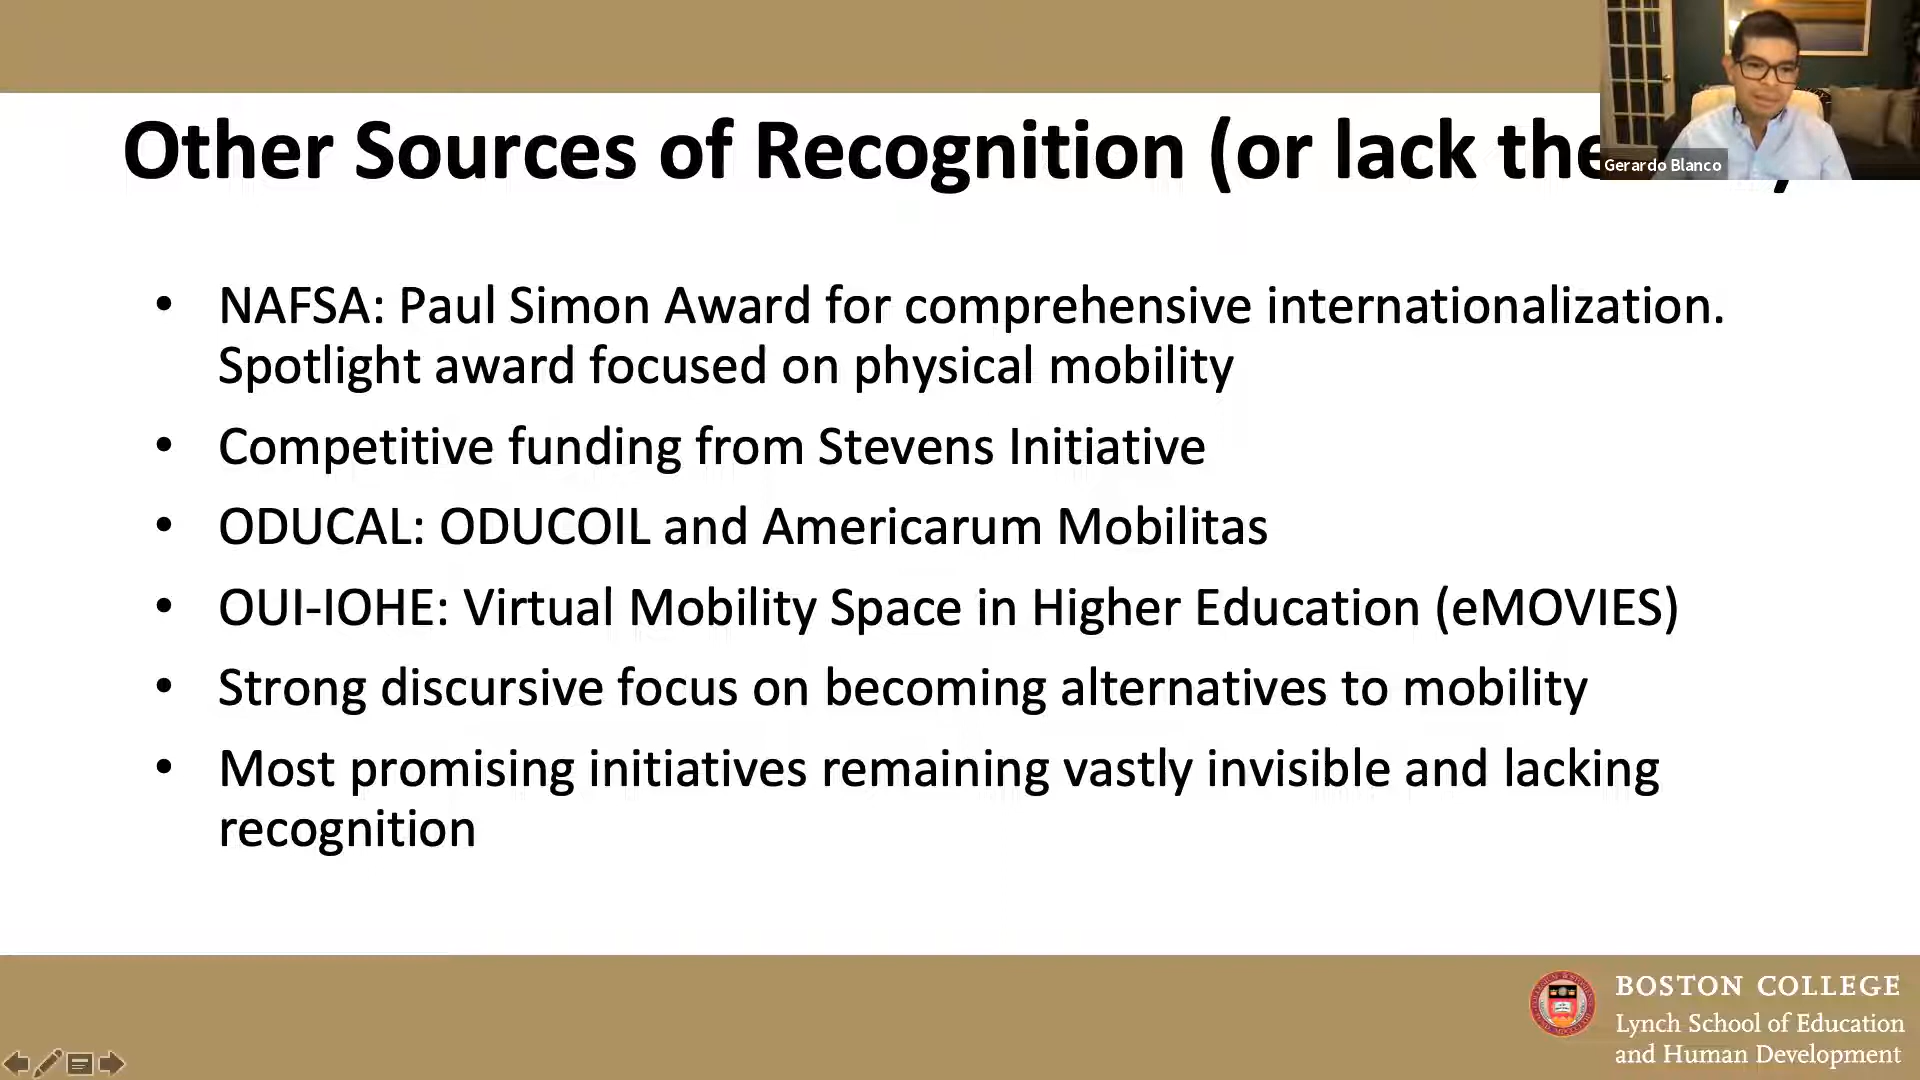 Other Sources of Recognition (or lack the
Gerardo Blanco
• NAFSA: Paul Simon Award for comprehensive internationalization.
Spotlight award focused on physical mobility
• Competitive funding from Stevens Initiative
• ODUCAL: ODUCOIL and Americarum Mobilitas
• OUI-IOHE: Virtual Mobility Space in Higher Education (eMOVIES)
• Strong discursive focus on becoming alternatives to mobility
• Most promising initiatives remaining vastly invisible and lacking
recognition
BOSTON COLLEGE
Lynch School of Education
and Human Development